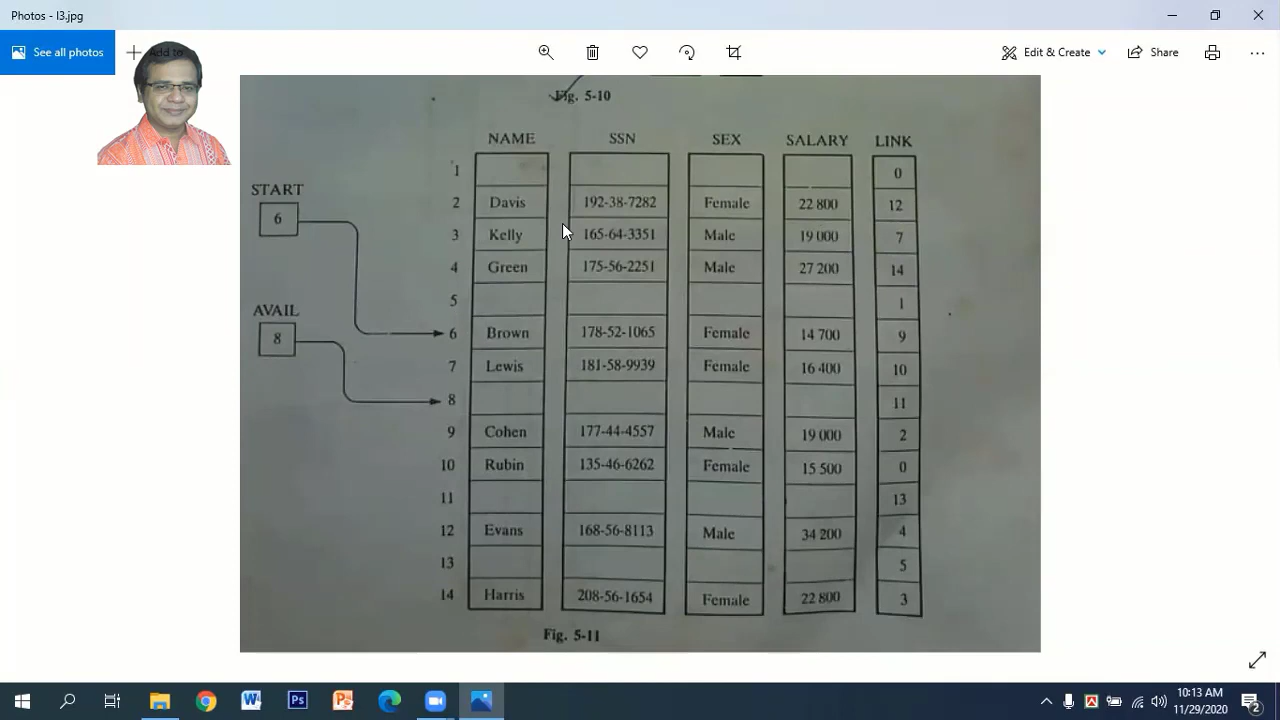 Photos - l3.jpg
See all photos
Add to
Edit & Create
Share
Fig. 5-10
NAME SSN SEX SALARY LINK
1 0
START
2 Davis 192-38-7282 Female 22 800 12
6
3 Kelly 165-64-3351 Male 19 000 7
4 Green 175-56-2251 Male 27 200 14
5 1
AVAIL
6 Brown 178-52-1065 Female 14 700 9
8
7 Lewis 181-58-9939 Female 16 400 10
8 11
9 Cohen 177-44-4557 Male 19 000 2
10 Rubin 135-46-6262 Female 15 500 0
11 13
12 Evans 168-56-8113 Male 34 200 4
13 5
14 Harris 208-56-1654 Female 22 800 3
Fig. 5-11
10:13 AM
11/29/2020
2